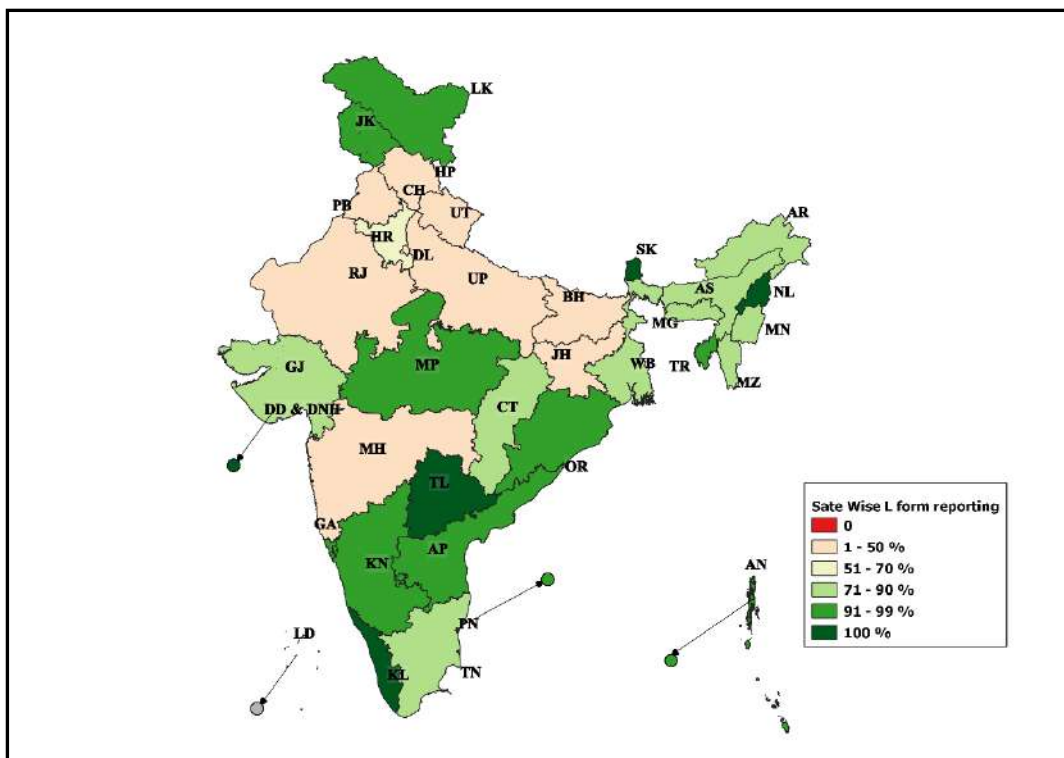 LK
JK
HP
CH
PB
UT
HR
DL
AR
SK
RJ
UP
BH
AS
NL
MG
MN
GJ
MP
JH
WB
TR
MZ
CT
DD & DNH
MH
OR
TL
GA
AP
KN
AN
PN
LD
KL
TN
Sate Wise L form reporting
0
1 - 50 %
51 - 70 %
71 - 90 %
91 - 99 %
100 %